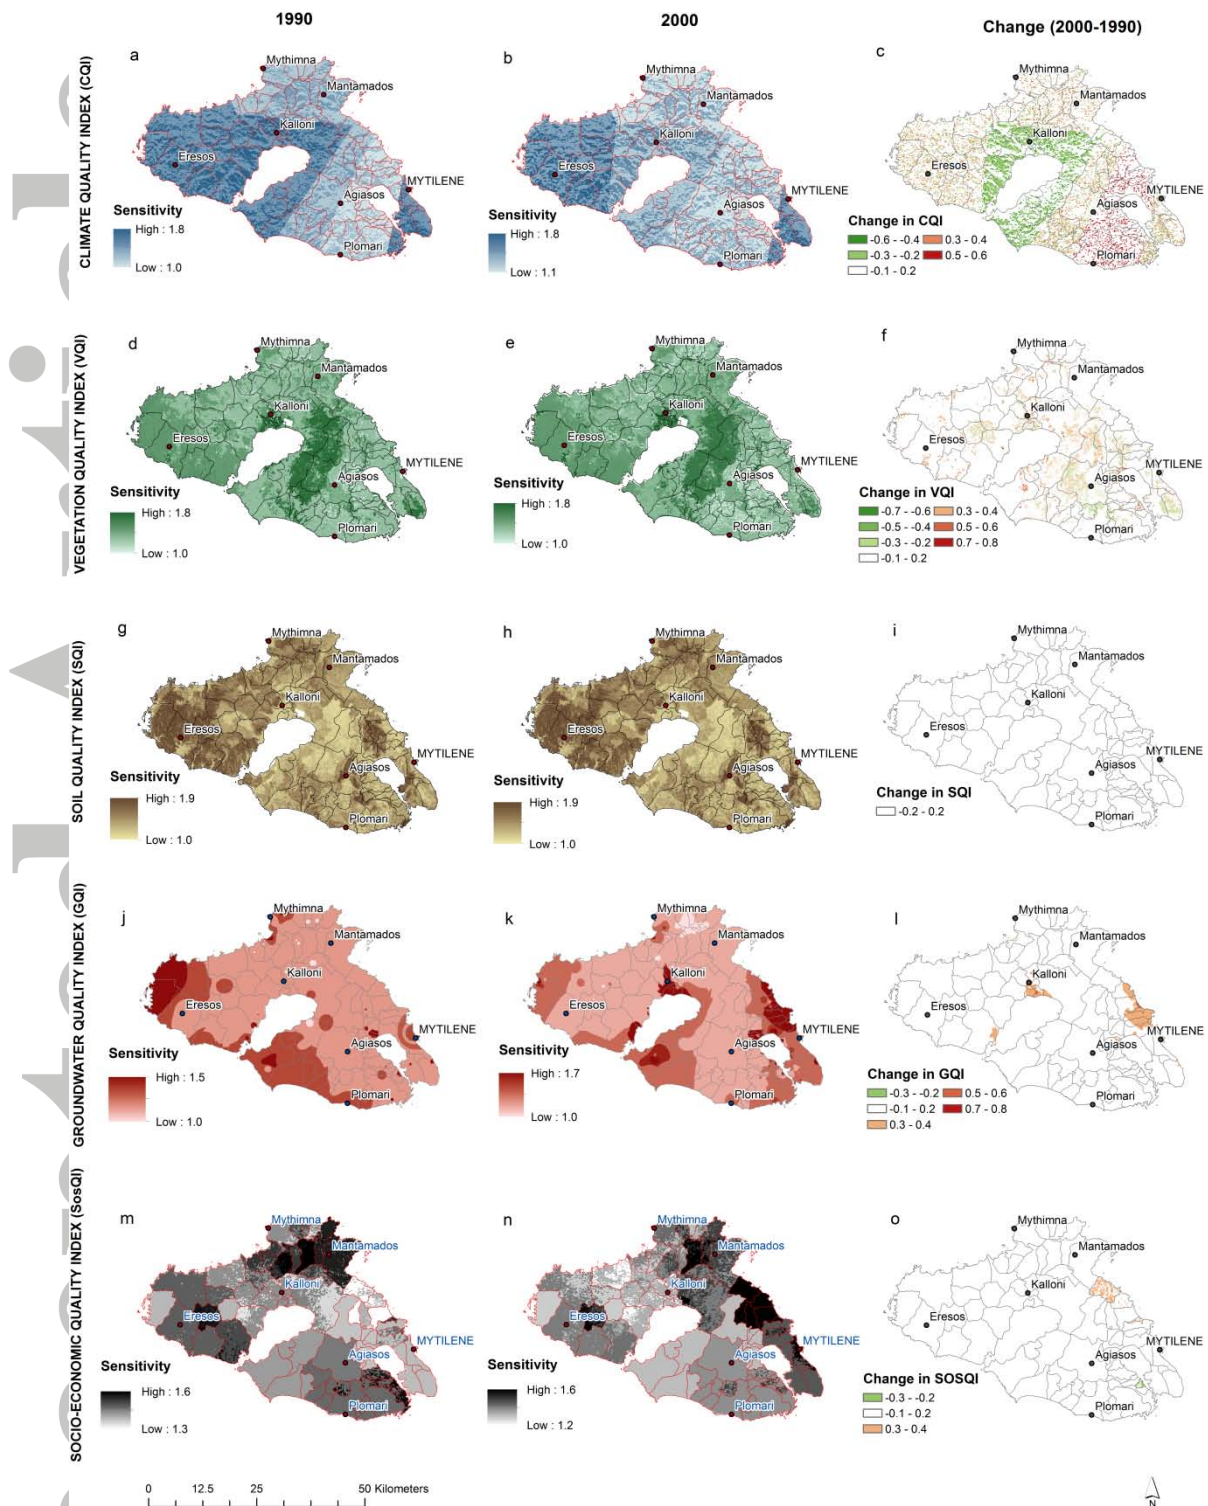 1990
2000
Change (2000-1990)
CLIMATE QUALITY INDEX (CQI)
a
Mythimna
Mantamados
Kalloni
Eresos
Agiasos
MYTILENE
Plomari
Sensitivity
High : 1.8
Low : 1.0
b
Mythimna
Mantamados
Kalloni
Eresos
Agiasos
MYTILENE
Plomari
Sensitivity
High : 1.8
Low : 1.1
c
Mythimna
Mantamados
Kalloni
Eresos
Agiasos
MYTILENE
Plomari
Change in CQI
-0.6 - -0.4
0.3 - 0.4
-0.3 - -0.2
0.5 - 0.6
-0.1 - 0.2
VEGETATION QUALITY INDEX (VQI)
d
Mythimna
Mantamados
Kalloni
Eresos
Agiasos
MYTILENE
Plomari
Sensitivity
High : 1.8
Low : 1.0
e
Mythimna
Mantamados
Kalloni
Eresos
Agiasos
MYTILENE
Plomari
Sensitivity
High : 1.8
Low : 1.0
f
Mythimna
Mantamados
Kalloni
Eresos
Agiasos
MYTILENE
Plomari
Change in VQI
-0.7 - -0.6
0.3 - 0.4
-0.5 - -0.4
0.5 - 0.6
-0.3 - -0.2
0.7 - 0.8
-0.1 - 0.2
SOIL QUALITY INDEX (SQI)
g
Mythimna
Mantamados
Kalloni
Eresos
Agiasos
MYTILENE
Plomari
Sensitivity
High : 1.9
Low : 1.0
h
Mythimna
Mantamados
Kalloni
Eresos
Agiasos
MYTILENE
Plomari
Sensitivity
High : 1.9
Low : 1.0
i
Mythimna
Mantamados
Kalloni
Eresos
Agiasos
MYTILENE
Plomari
Change in SQI
-0.2 - 0.2
GROUNDWATER QUALITY INDEX (GQI)
j
Mythimna
Mantamados
Kalloni
Eresos
Agiasos
MYTILENE
Plomari
Sensitivity
High : 1.5
Low : 1.0
k
Mythimna
Mantamados
Kalloni
Eresos
Agiasos
MYTILENE
Plomari
Sensitivity
High : 1.7
Low : 1.0
l
Mythimna
Mantamados
Kalloni
Eresos
Agiasos
MYTILENE
Plomari
Change in GQI
-0.3 - -0.2
0.5 - 0.6
-0.1 - 0.2
0.7 - 0.8
0.3 - 0.4
SOCIO-ECONOMIC QUALITY INDEX (SosQI)
m
Mythimna
Mantamados
Kalloni
Eresos
Agiasos
MYTILENE
Plomari
Sensitivity
High : 1.6
Low : 1.3
n
Mythimna
Mantamados
Kalloni
Eresos
Agiasos
MYTILENE
Plomari
Sensitivity
High : 1.6
Low : 1.2
o
Mythimna
Mantamados
Kalloni
Eresos
Agiasos
MYTILENE
Plomari
Change in SOSQI
-0.3 - -0.2
-0.1 - 0.2
0.3 - 0.4
0 12.5 25 50 Kilometers
N